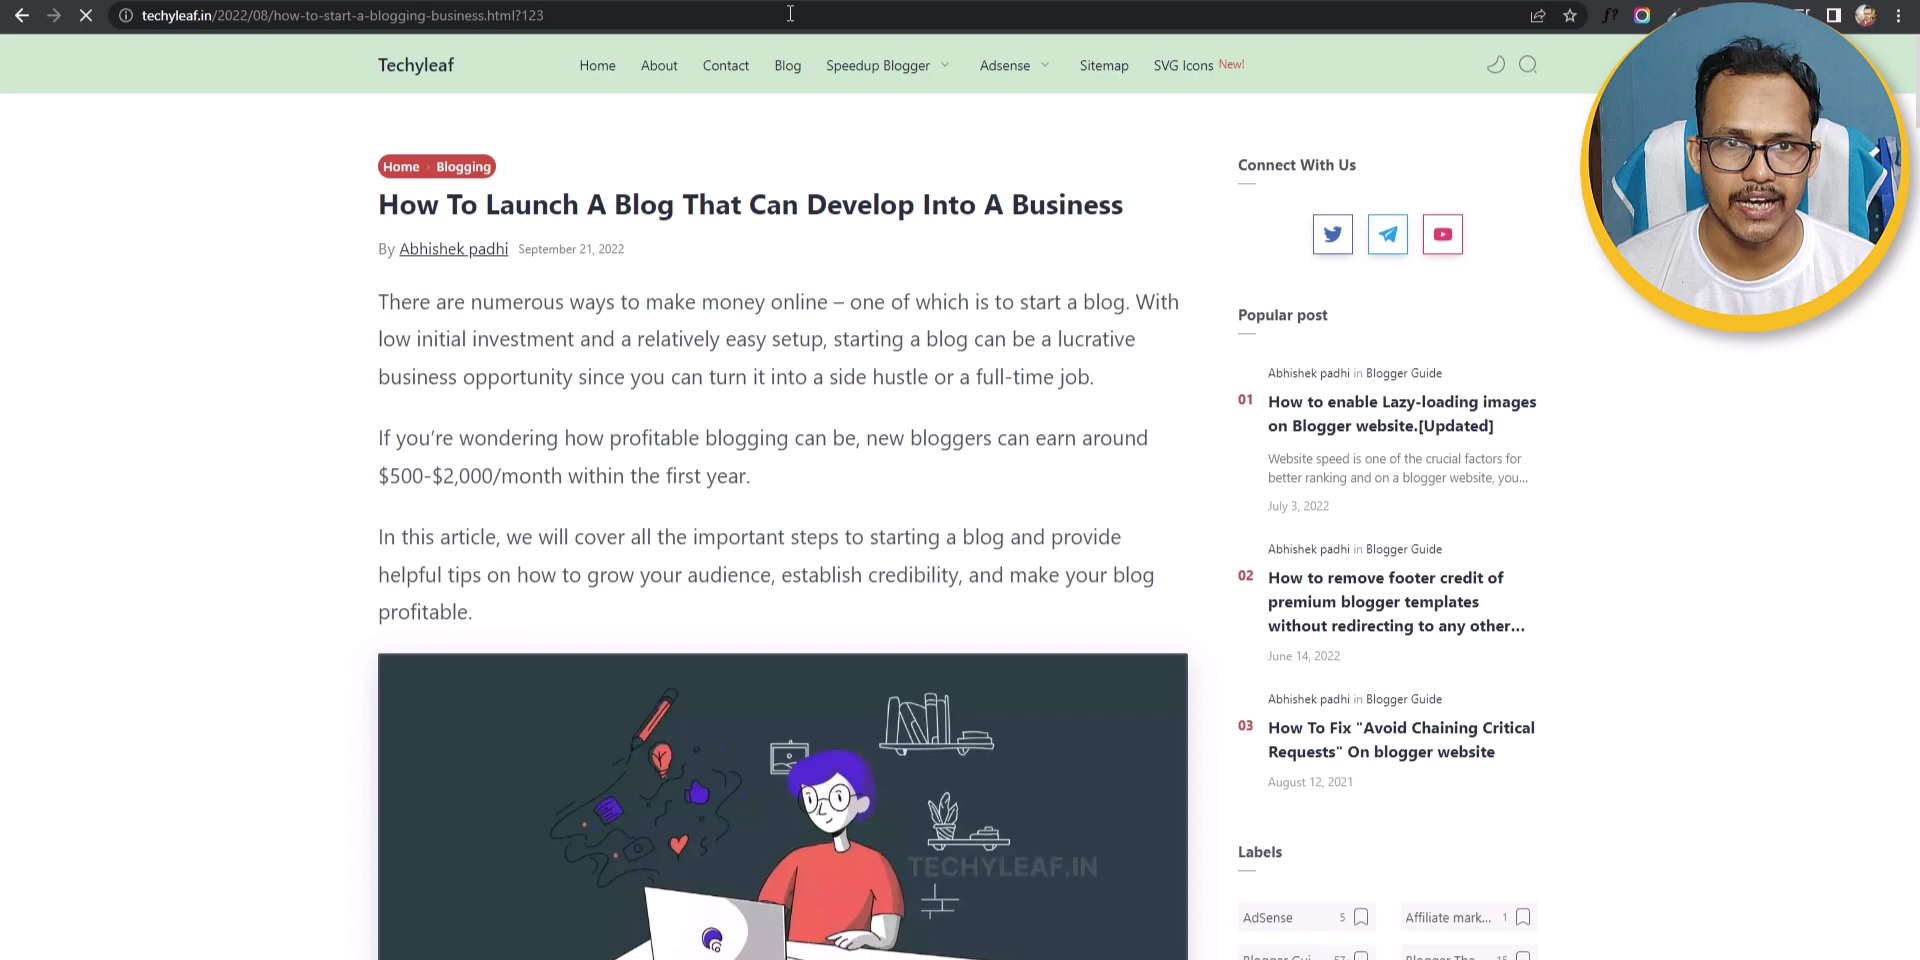 techyleaf.in/2022/08/how-to-start-a-blogging-business.html?123
f?
Techyleaf
Home About Contact Blog Speedup Blogger Adsense Sitemap SVG Icons New!
Home › Blogging
How To Launch A Blog That Can Develop Into A Business
By Abhishek padhi September 21, 2022
There are numerous ways to make money online – one of which is to start a blog. With
low initial investment and a relatively easy setup, starting a blog can be a lucrative
business opportunity since you can turn it into a side hustle or a full-time job.
If you’re wondering how profitable blogging can be, new bloggers can earn around
$500-$2,000/month within the first year.
In this article, we will cover all the important steps to starting a blog and provide
helpful tips on how to grow your audience, establish credibility, and make your blog
profitable.
TECHYLEAF.IN
Connect With Us
Popular post
Abhishek padhi in Blogger Guide
01 How to enable Lazy-loading images
on Blogger website.[Updated]
Website speed is one of the crucial factors for
better ranking and on a blogger website, you...
July 3, 2022
Abhishek padhi in Blogger Guide
02 How to remove footer credit of
premium blogger templates
without redirecting to any other...
June 14, 2022
Abhishek padhi in Blogger Guide
03 How To Fix "Avoid Chaining Critical
Requests" On blogger website
August 12, 2021
Labels
AdSense 5 Affiliate mark... 1